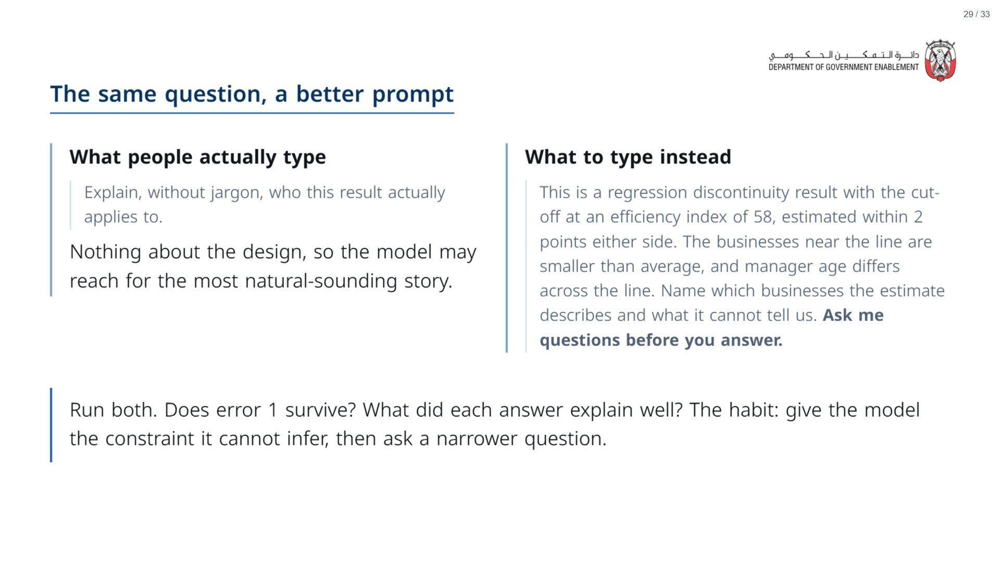 29 / 33
دائرة التمكين الحكومي
DEPARTMENT OF GOVERNMENT ENABLEMENT
The same question, a better prompt
What people actually type
Explain, without jargon, who this result actually
applies to.
Nothing about the design, so the model may
reach for the most natural-sounding story.
What to type instead
This is a regression discontinuity result with the cut-
off at an efficiency index of 58, estimated within 2
points either side. The businesses near the line are
smaller than average, and manager age differs
across the line. Name which businesses the estimate
describes and what it cannot tell us. Ask me
questions before you answer.
Run both. Does error 1 survive? What did each answer explain well? The habit: give the model
the constraint it cannot infer, then ask a narrower question.